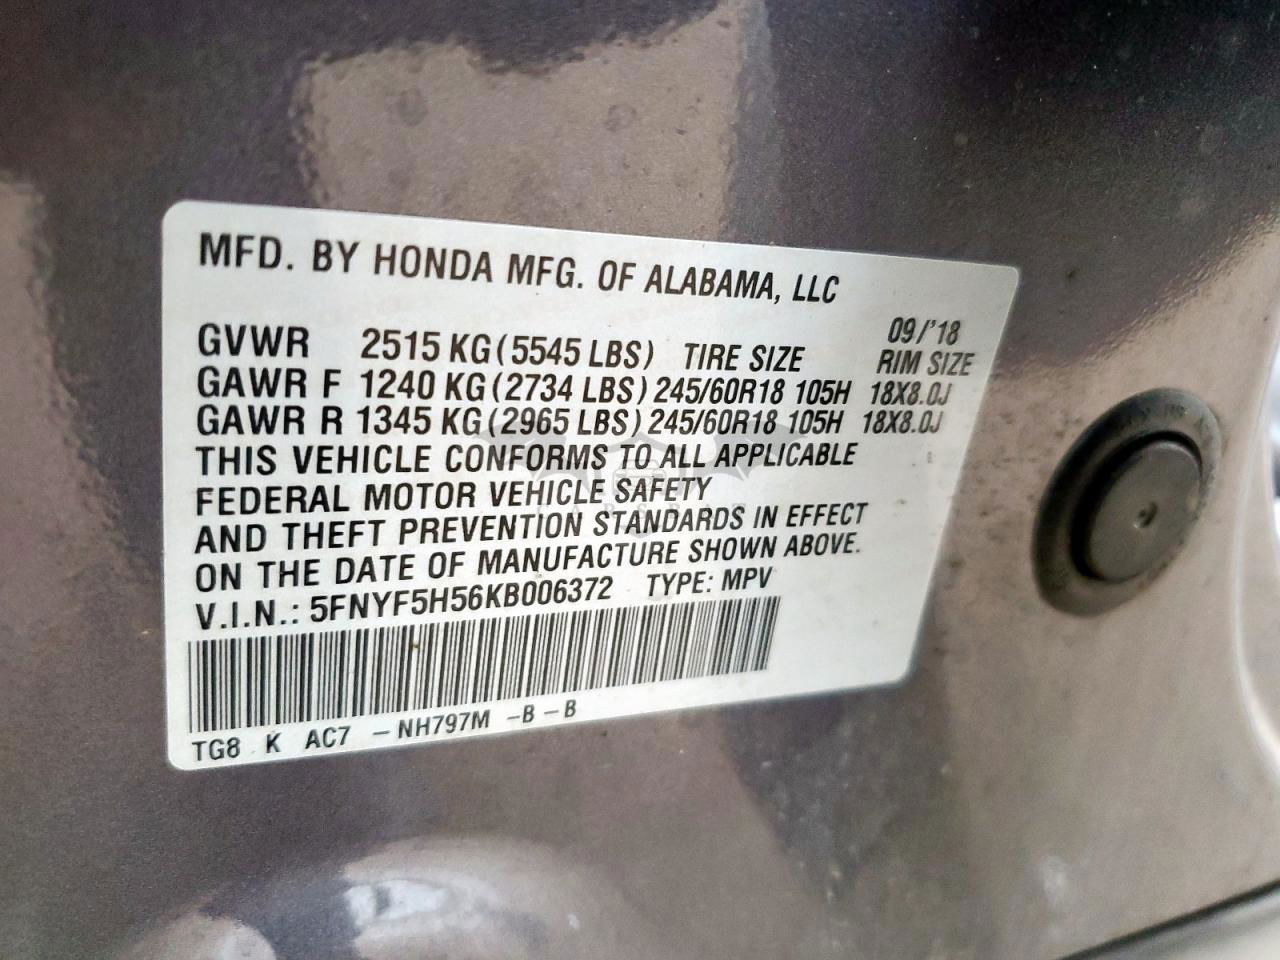 MFD. BY HONDA MFG. OF ALABAMA, LLC
09/'18
GVWR 2515 KG (5545 LBS) TIRE SIZE RIM SIZE
GAWR F 1240 KG (2734 LBS) 245/60R18 105H 18X8.0J
GAWR R 1345 KG (2965 LBS) 245/60R18 105H 18X8.0J
THIS VEHICLE CONFORMS TO ALL APPLICABLE
FEDERAL MOTOR VEHICLE SAFETY
AND THEFT PREVENTION STANDARDS IN EFFECT
ON THE DATE OF MANUFACTURE SHOWN ABOVE.
V.I.N.: 5FNYF5H56KB006372 TYPE: MPV
TG8 K AC7 -NH797M -B-B